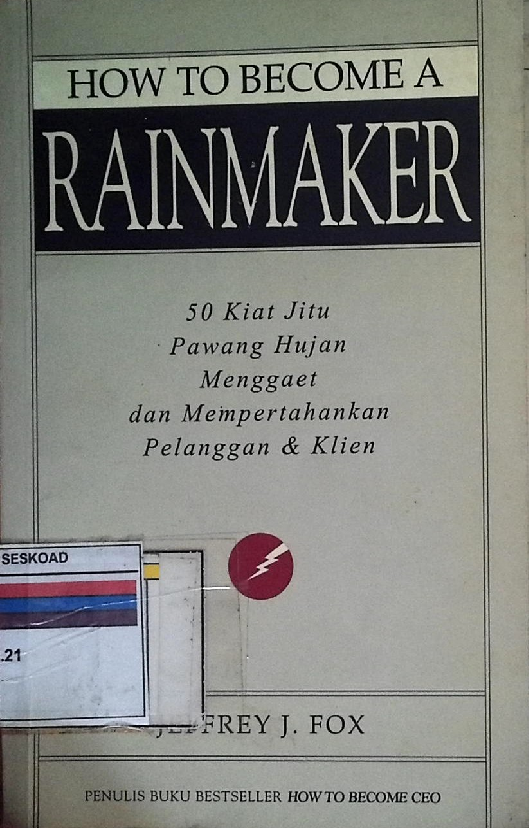 HOW TO BECOME A
RAINMAKER
50 Kiat Jitu
Pawang Hujan
Menggaet
dan Mempertahankan
Pelanggan & Klien
SESKOAD
.21
JEFFREY J. FOX
PENULIS BUKU BESTSELLER HOW TO BECOME CEO